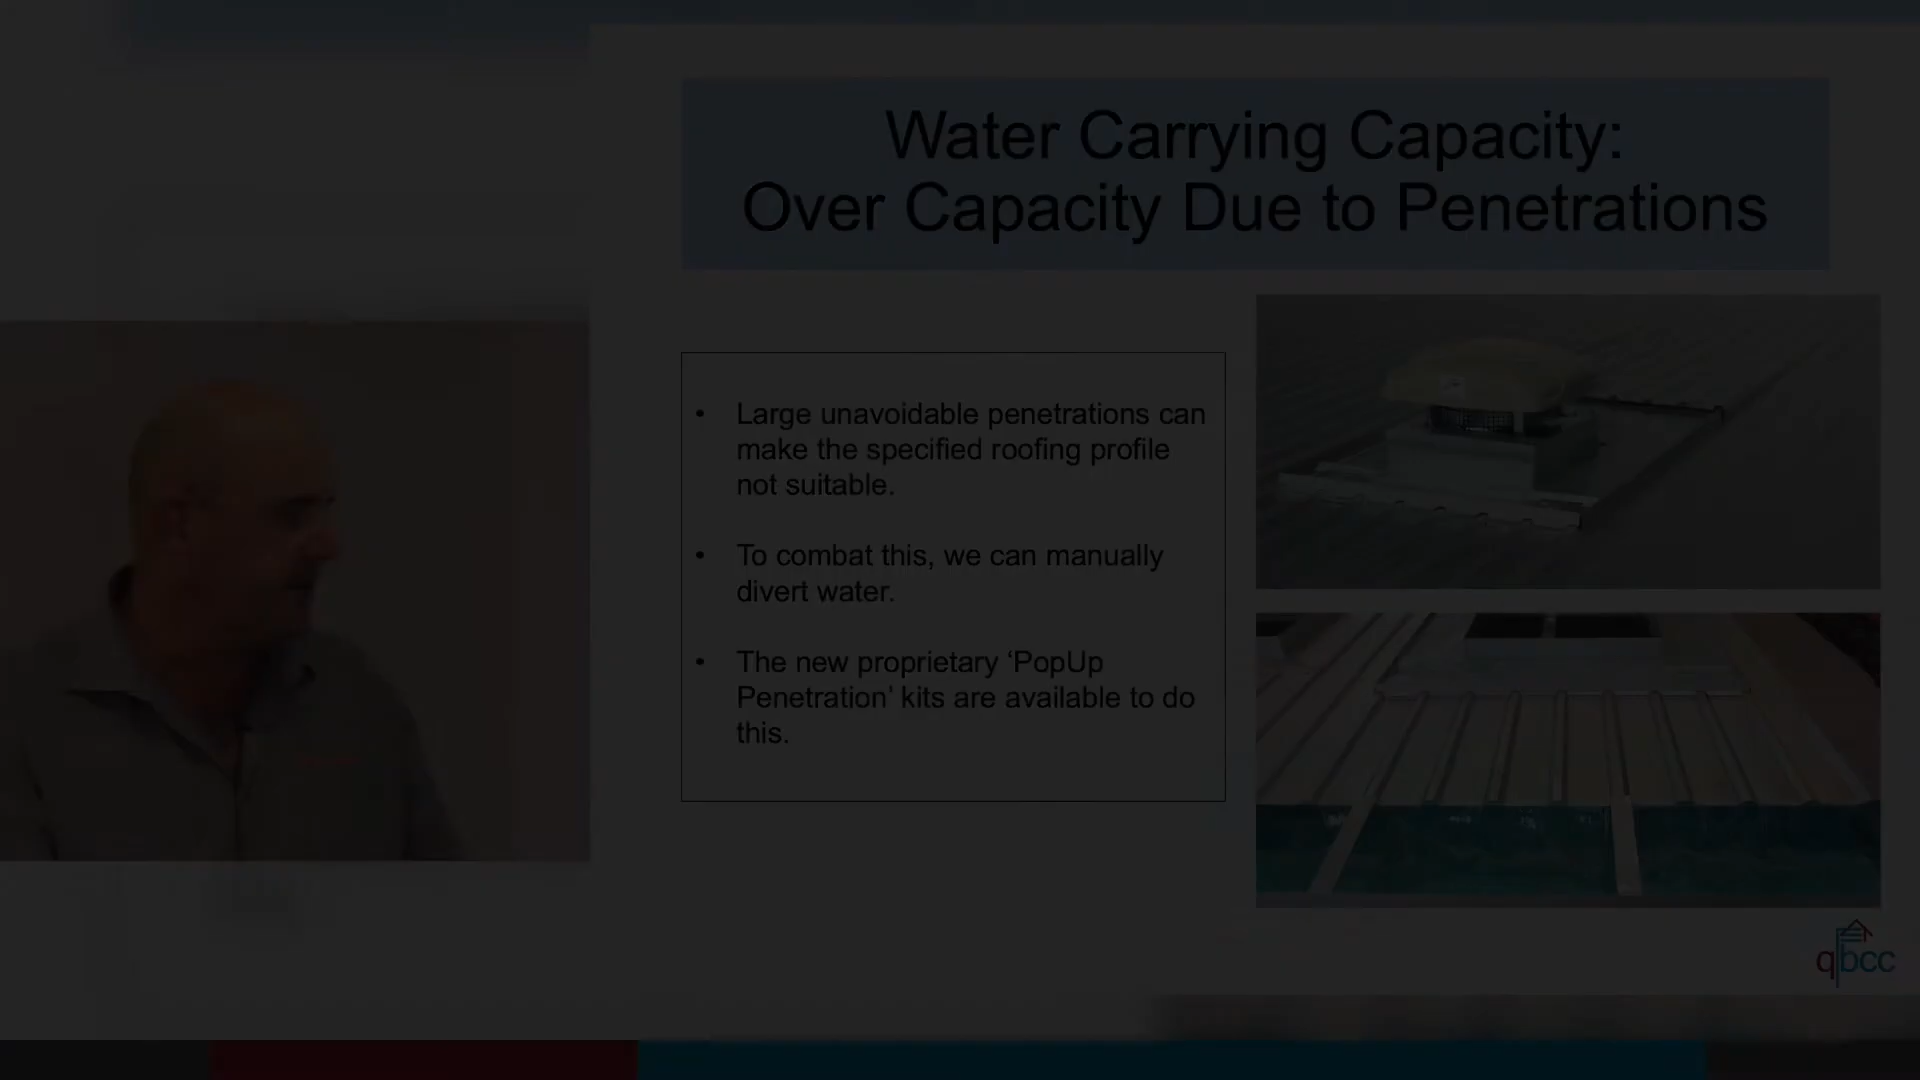 Water Carrying Capacity:
Over Capacity Due to Penetrations
• Large unavoidable penetrations can
make the specified roofing profile
not suitable.
• To combat this, we can manually
divert water.
• The new proprietary ‘PopUp
Penetration’ kits are available to do
this.
qbcc